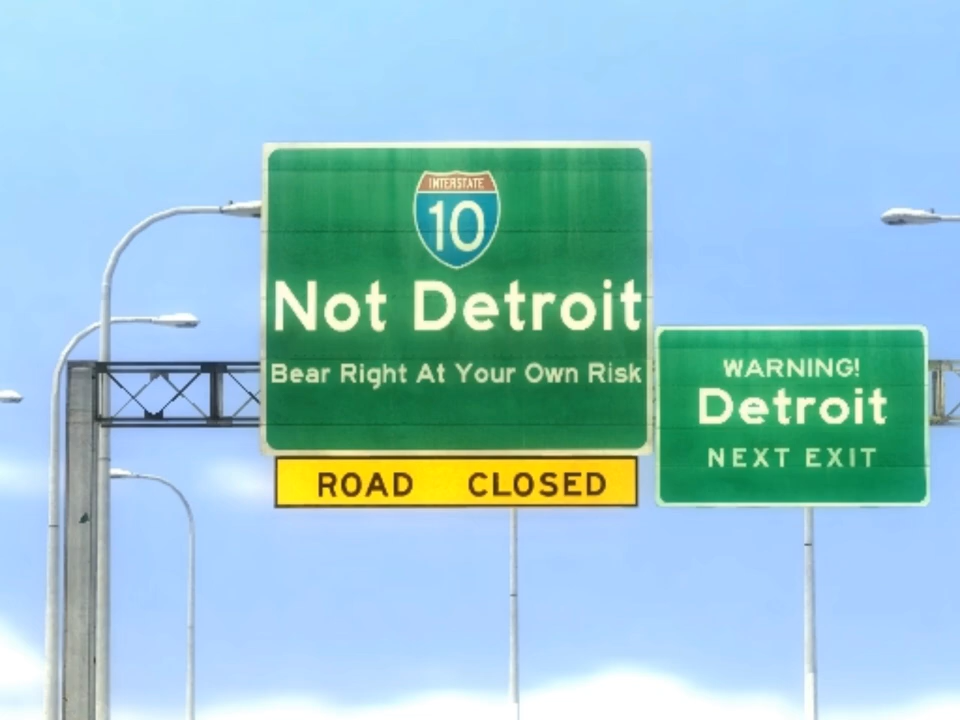 INTERSTATE
10
Not Detroit
Bear Right At Your Own Risk
ROAD CLOSED
WARNING!
Detroit
NEXT EXIT